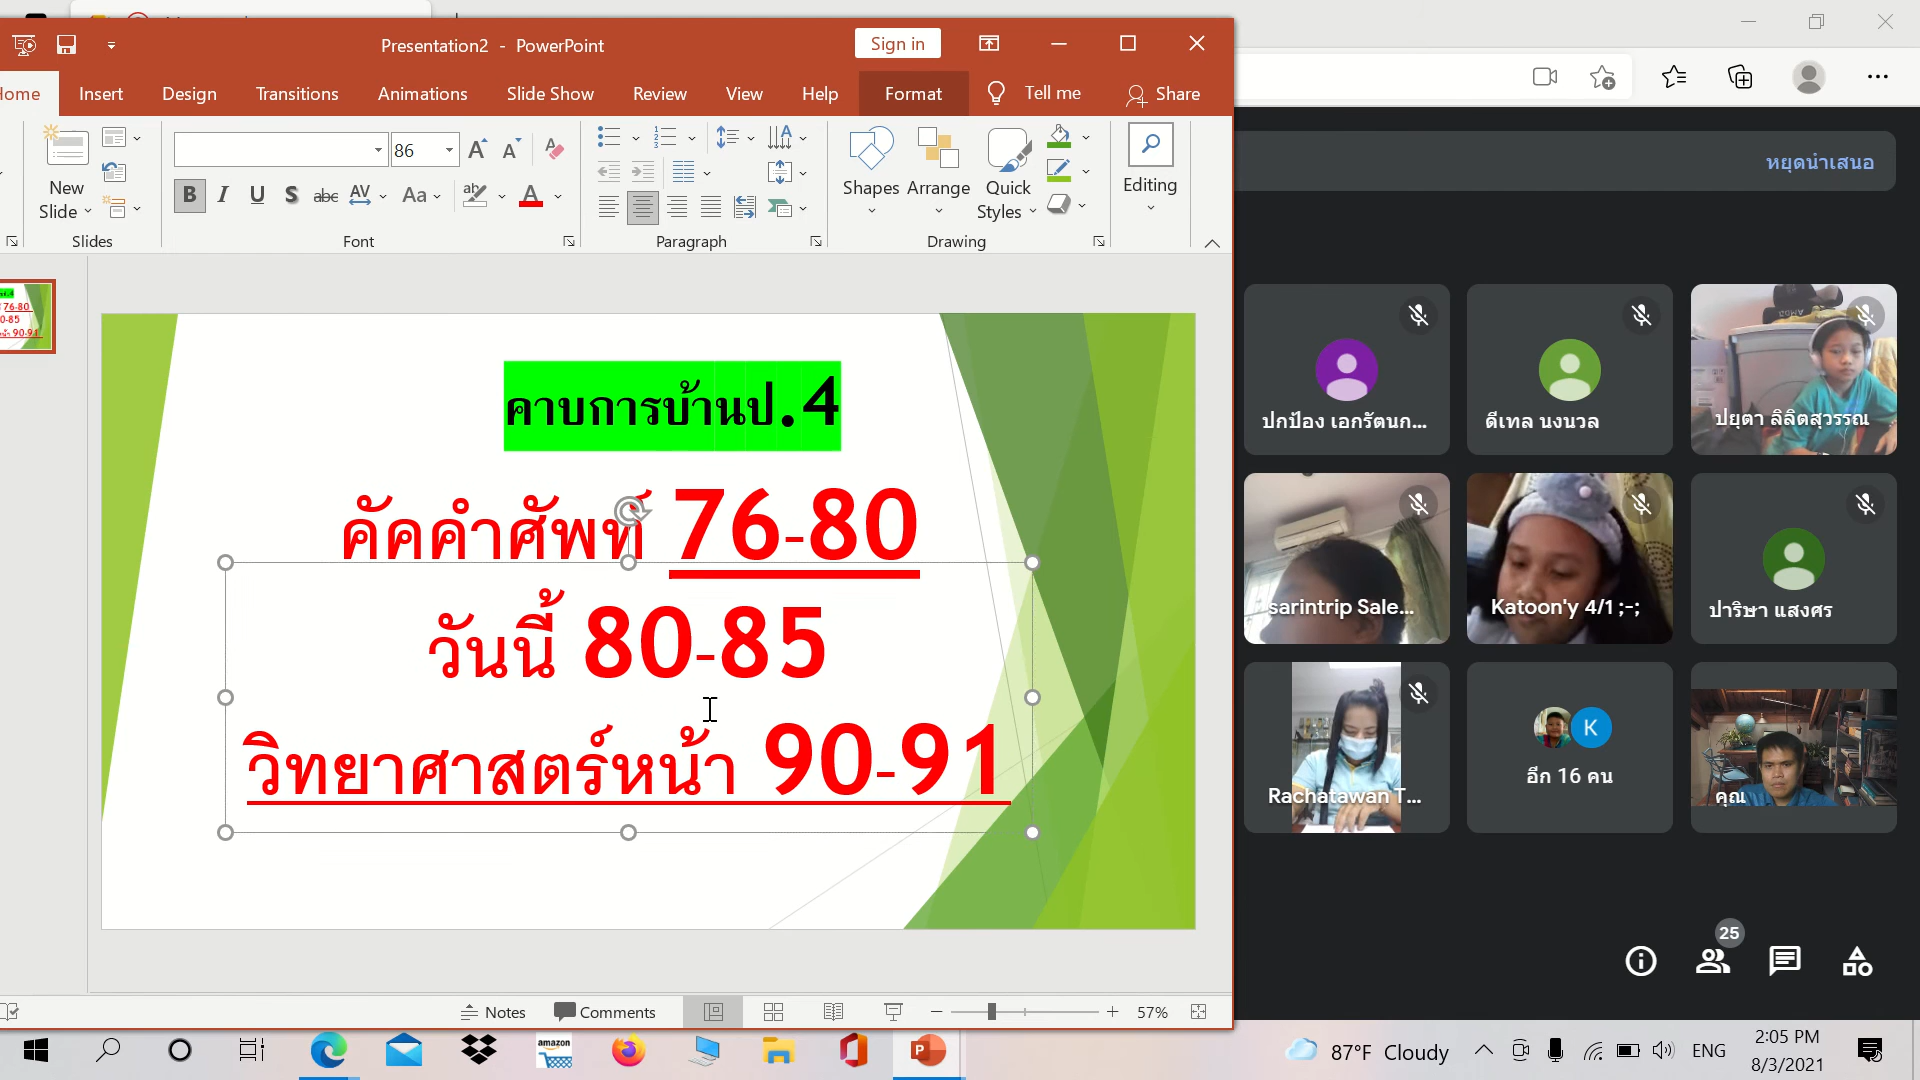 Presentation2 - PowerPoint
Sign in
Home Insert Design Transitions Animations Slide Show Review View Help Format Tell me Share
86
New Slide
Shapes Arrange Quick Styles
Editing
Slides Font Paragraph Drawing
หยุดนำเสนอ
คาบการบ้านป.4
คัดคำศัพท์ 76-80
วันนี้ 80-85
วิทยาศาสตร์หน้า 90-91
ปกป้อง เอกรัตนก...
ดีเทล นงนวล
ปยุตา ลิลิตสุวรรณ
sarintrip Sale...
Katoon'y 4/1 ;-;
ปาริษา แสงศร
Rachatawan T...
K
อีก 16 คน
คุณ
25
Notes Comments 57%
amazon
87°F Cloudy
ENG
2:05 PM
8/3/2021